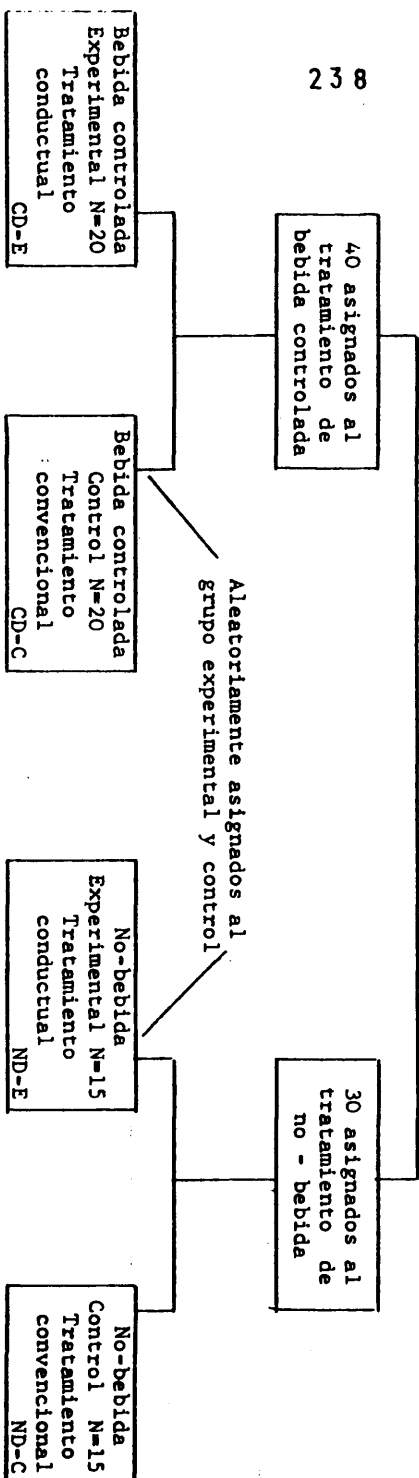 238
40 asignados al
tratamiento de
bebida controlada
30 asignados al
tratamiento de
no - bebida
Aleatoriamente asignados al
grupo experimental y control
Bebida controlada
Experimental N=20
Tratamiento
conductual
CD-E
Bebida controlada
Control N=20
Tratamiento
convencional
CD-C
No-bebida
Experimental N=15
Tratamiento
conductual
ND-E
No-bebida
Control N=15
Tratamiento
convencional
ND-C